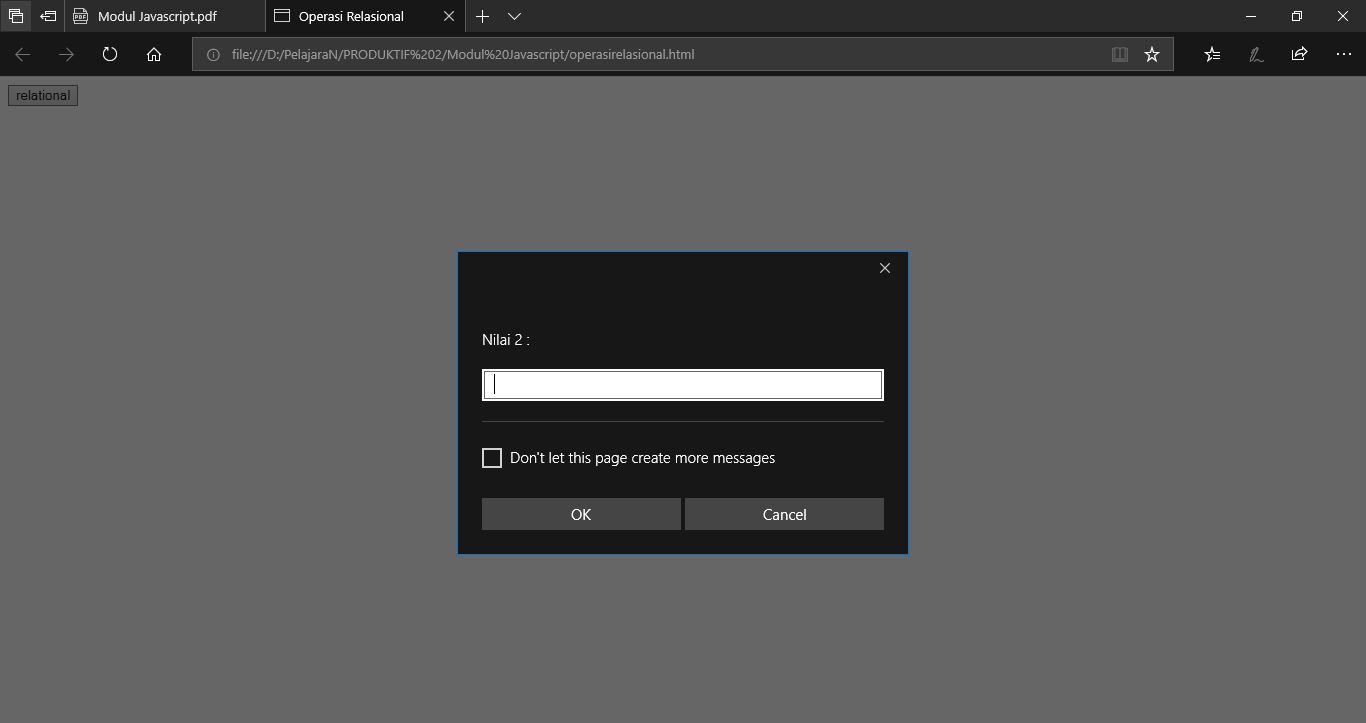 Modul Javascript.pdf
Operasi Relasional
file:///D:/PelajaraN/PRODUKTIF%202/Modul%20Javascript/operasirelasional.html
relational
Nilai 2 :
Don't let this page create more messages
OK
Cancel